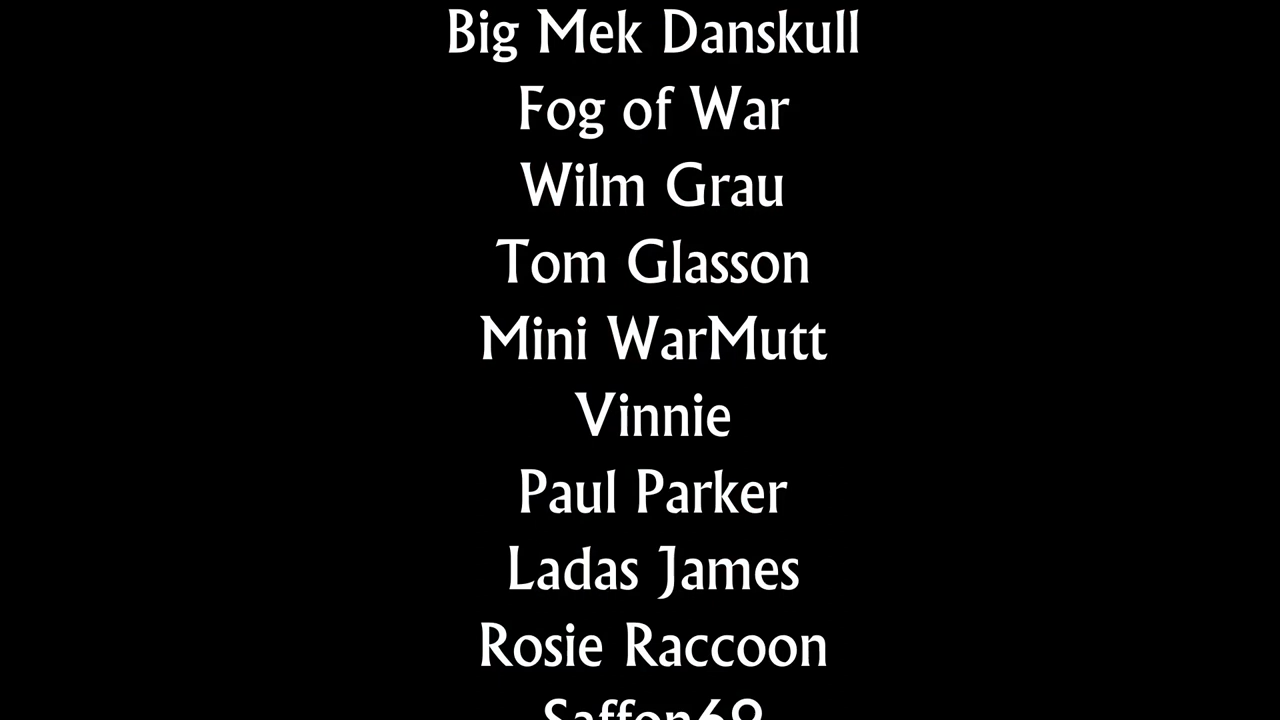 Big Mek Danskull
Fog of War
Wilm Grau
Tom Glasson
Mini WarMutt
Vinnie
Paul Parker
Ladas James
Rosie Raccoon